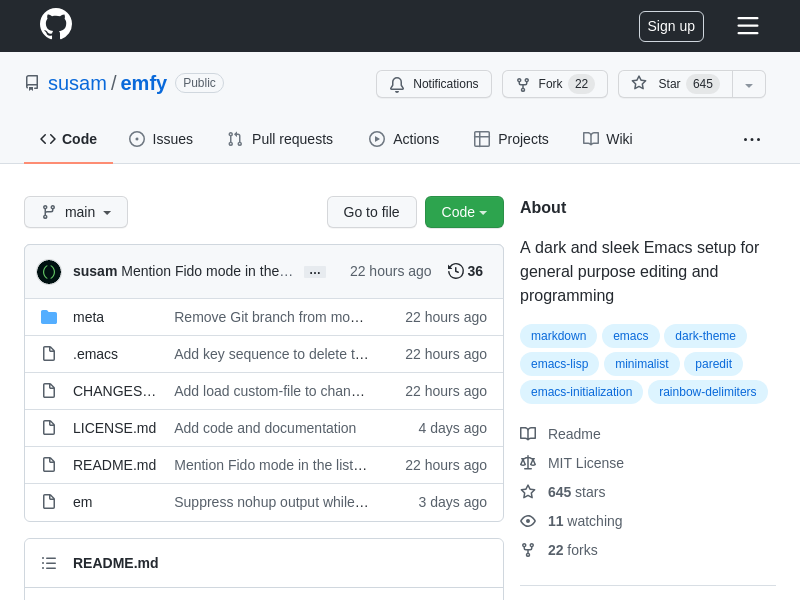 Sign up
susam / emfy Public
Notifications
Fork 22
Star 645
Code
Issues
Pull requests
Actions
Projects
Wiki
main
Go to file
Code
susam Mention Fido mode in the… … 22 hours ago 36
meta Remove Git branch from mo… 22 hours ago
.emacs Add key sequence to delete t… 22 hours ago
CHANGES… Add load custom-file to chan… 22 hours ago
LICENSE.md Add code and documentation 4 days ago
README.md Mention Fido mode in the list… 22 hours ago
em Suppress nohup output while… 3 days ago
README.md
About
A dark and sleek Emacs setup for
general purpose editing and
programming
markdown emacs dark-theme
emacs-lisp minimalist paredit
emacs-initialization rainbow-delimiters
Readme
MIT License
645 stars
11 watching
22 forks